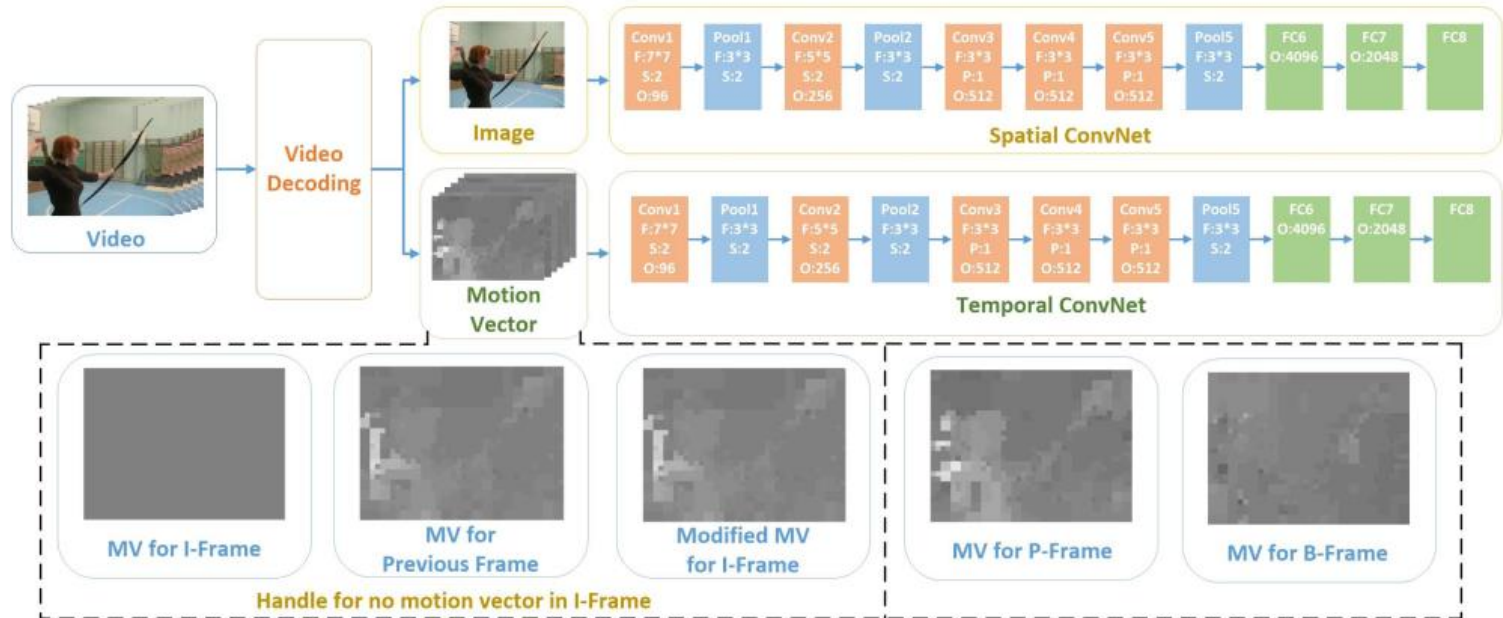 Video
Video
Decoding
Image
Conv1
F:7*7
S:2
O:96
Pool1
F:3*3
S:2
Conv2
F:5*5
S:2
O:256
Pool2
F:3*3
S:2
Conv3
F:3*3
P:1
O:512
Conv4
F:3*3
P:1
O:512
Conv5
F:3*3
P:1
O:512
Pool5
F:3*3
S:2
FC6
O:4096
FC7
O:2048
FC8
Spatial ConvNet
Motion
Vector
Conv1
F:7*7
S:2
O:96
Pool1
F:3*3
S:2
Conv2
F:5*5
S:2
O:256
Pool2
F:3*3
S:2
Conv3
F:3*3
P:1
O:512
Conv4
F:3*3
P:1
O:512
Conv5
F:3*3
P:1
O:512
Pool5
F:3*3
S:2
FC6
O:4096
FC7
O:2048
FC8
Temporal ConvNet
MV for I-Frame
MV for
Previous Frame
Modified MV
for I-Frame
Handle for no motion vector in I-Frame
MV for P-Frame
MV for B-Frame